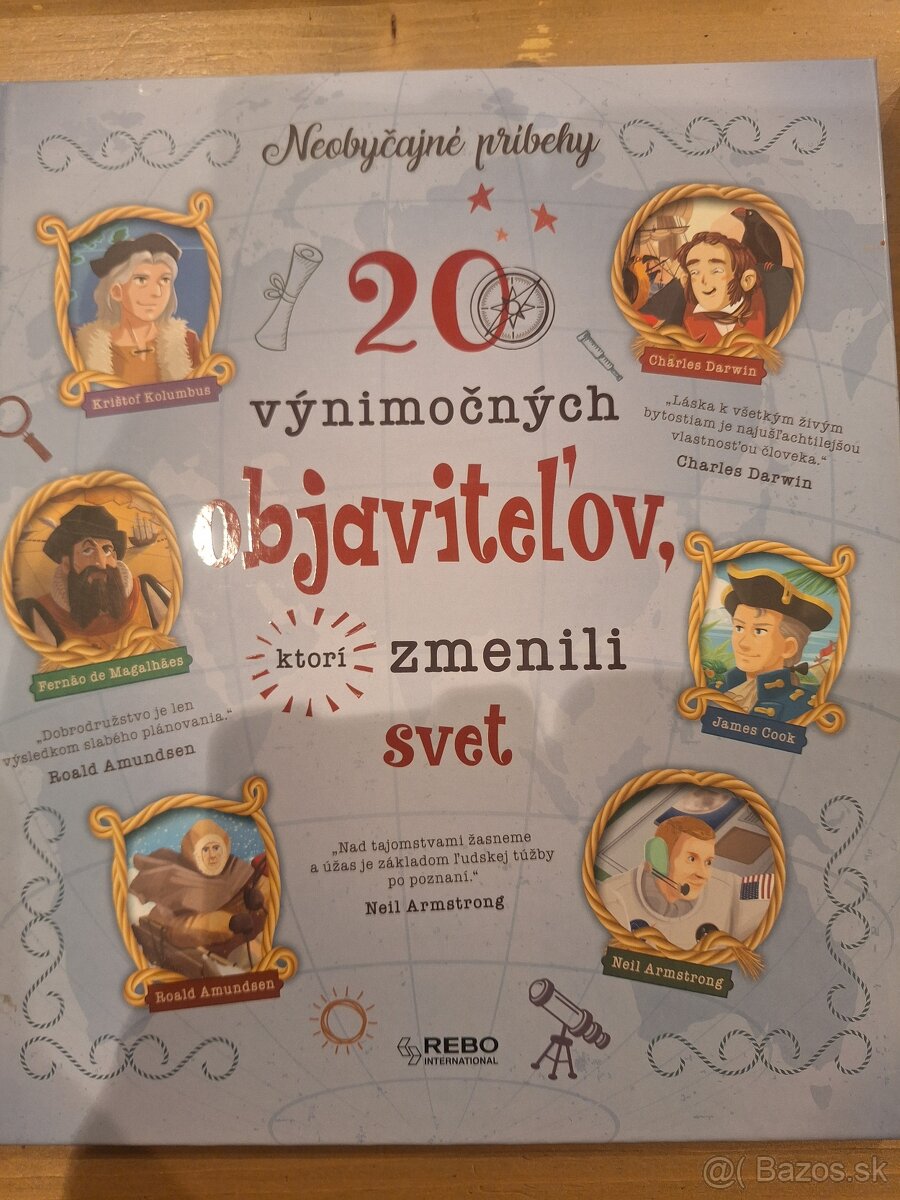 Neobyčajné príbehy
20
výnimočných
objaviteľov,
ktorí zmenili
svet
Krištof Kolumbus
Charles Darwin
„Láska k všetkým živým
bytostiam je najušľachtilejšou
vlastnosťou človeka.“
Charles Darwin
Fernão de Magalhães
„Dobrodružstvo je len
výsledkom slabého plánovania.“
Roald Amundsen
James Cook
Roald Amundsen
„Nad tajomstvami žasneme
a úžas je základom ľudskej túžby
po poznaní.“
Neil Armstrong
Neil Armstrong
REBO
INTERNATIONAL
@( Bazos.sk